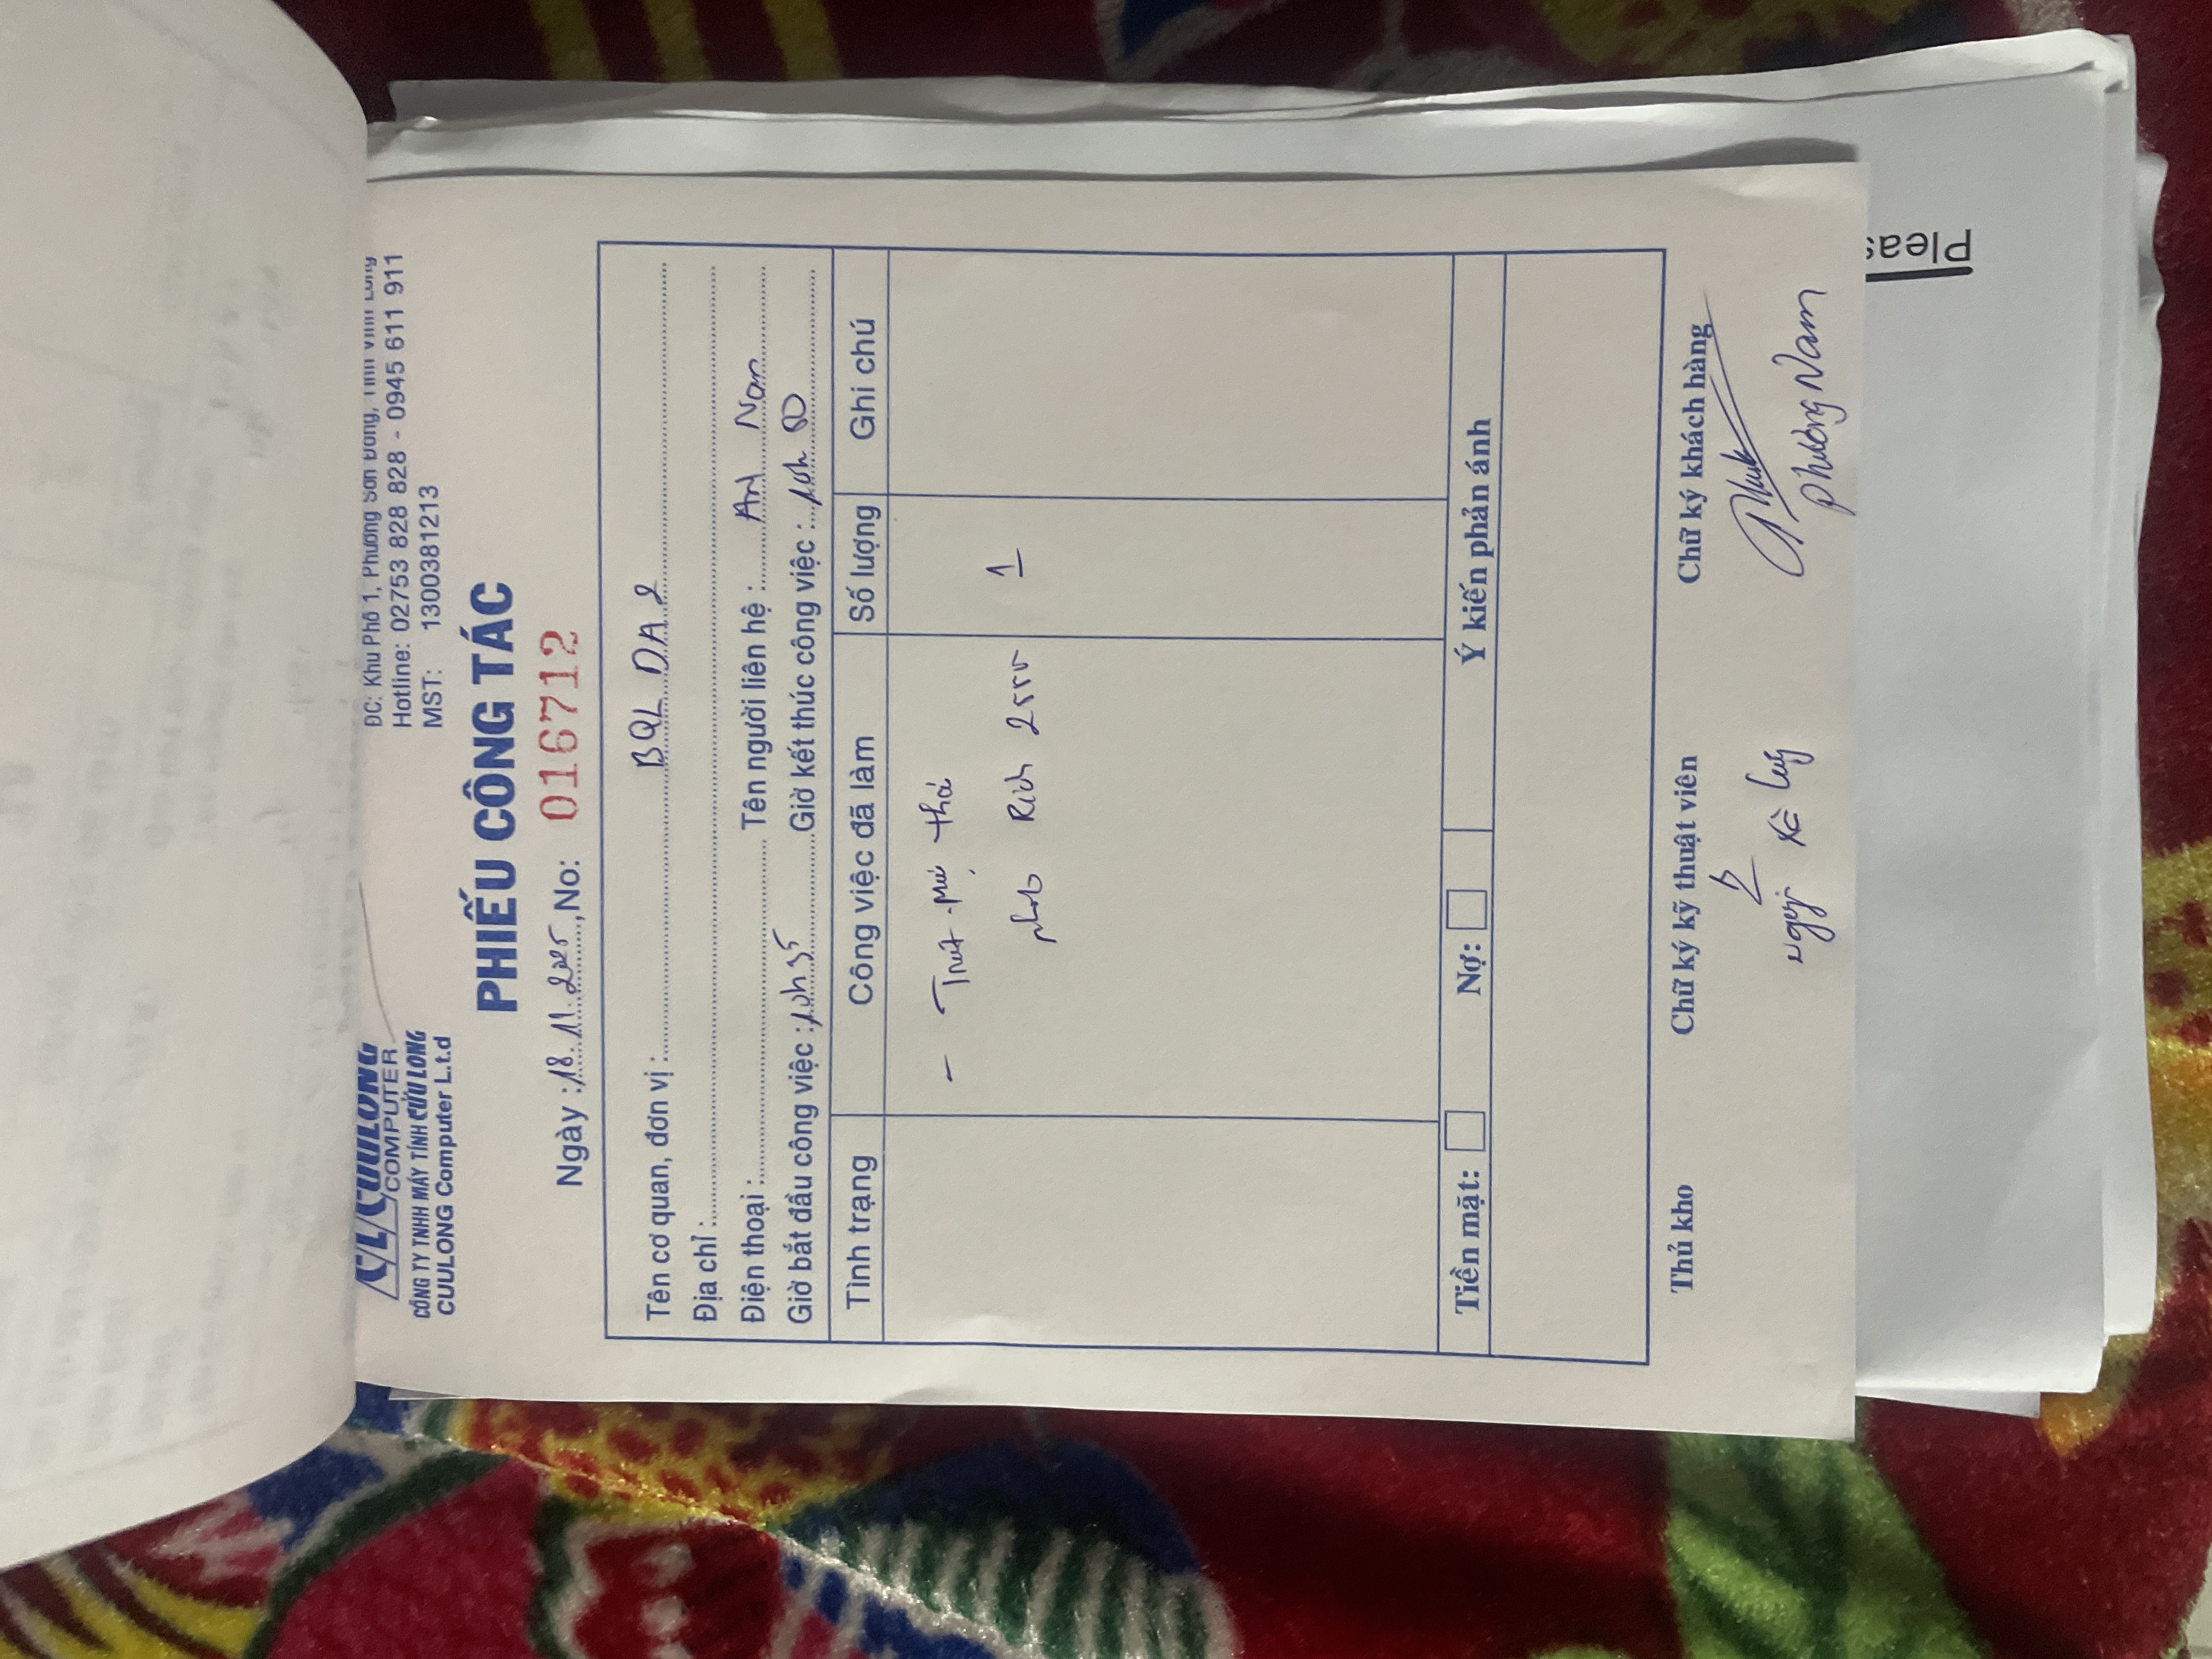 CL CUULONG
COMPUTER
CÔNG TY TNHH MÁY TÍNH CỬU LONG
CUULONG Computer L.t.d
ĐC: Khu Phố 1, Phường Sơn Đông, Tỉnh Vĩnh Long
Hotline: 02753 828 828 - 0945 611 911
MST: 1300381213
PHIẾU CÔNG TÁC
Ngày : 18.11.2025, No: 016712
Tên cơ quan, đơn vị : BQL DA 2
Địa chỉ :
Điện thoại : Tên người liên hệ : Anh Nam
Giờ bắt đầu công việc : 10h35 Giờ kết thúc công việc :
Tình trạng Công việc đã làm Số lượng Ghi chú
- mực
photo Ricoh 1
Tiền mặt: Nợ: Ý kiến phản ánh
Thủ kho Chữ ký kỹ thuật viên Chữ ký khách hàng
Phương Nam
Pleas